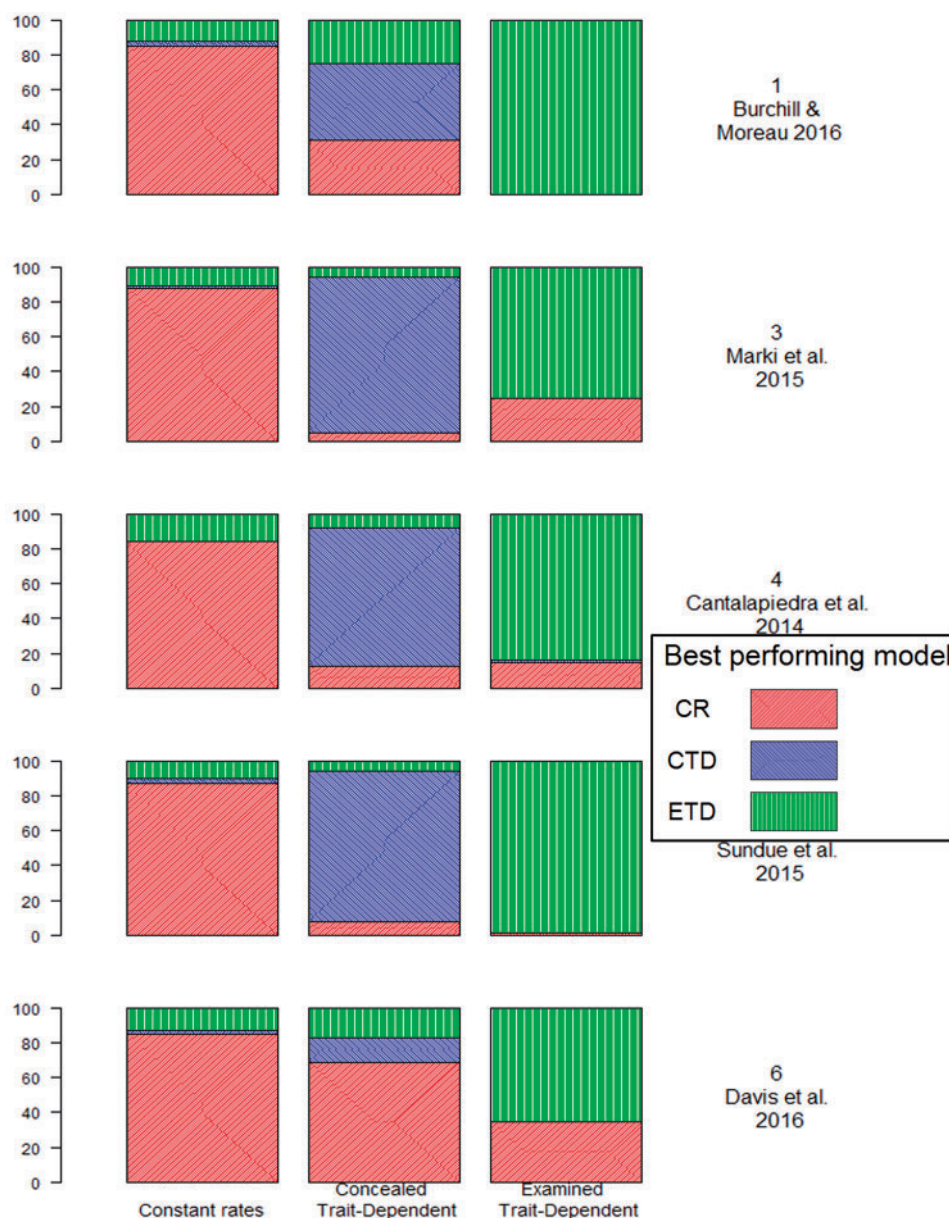 100
80
60
40
20
0
1
Burchill &
Moreau 2016
100
80
60
40
20
0
3
Marki et al.
2015
100
80
60
40
20
0
4
Cantalapiedra et al.
2014
Best performing model
CR
CTD
ETD
100
80
60
40
20
0
Sundue et al.
2015
100
80
60
40
20
0
6
Davis et al.
2016
Constant rates
Concealed
Trait-Dependent
Examined
Trait-Dependent